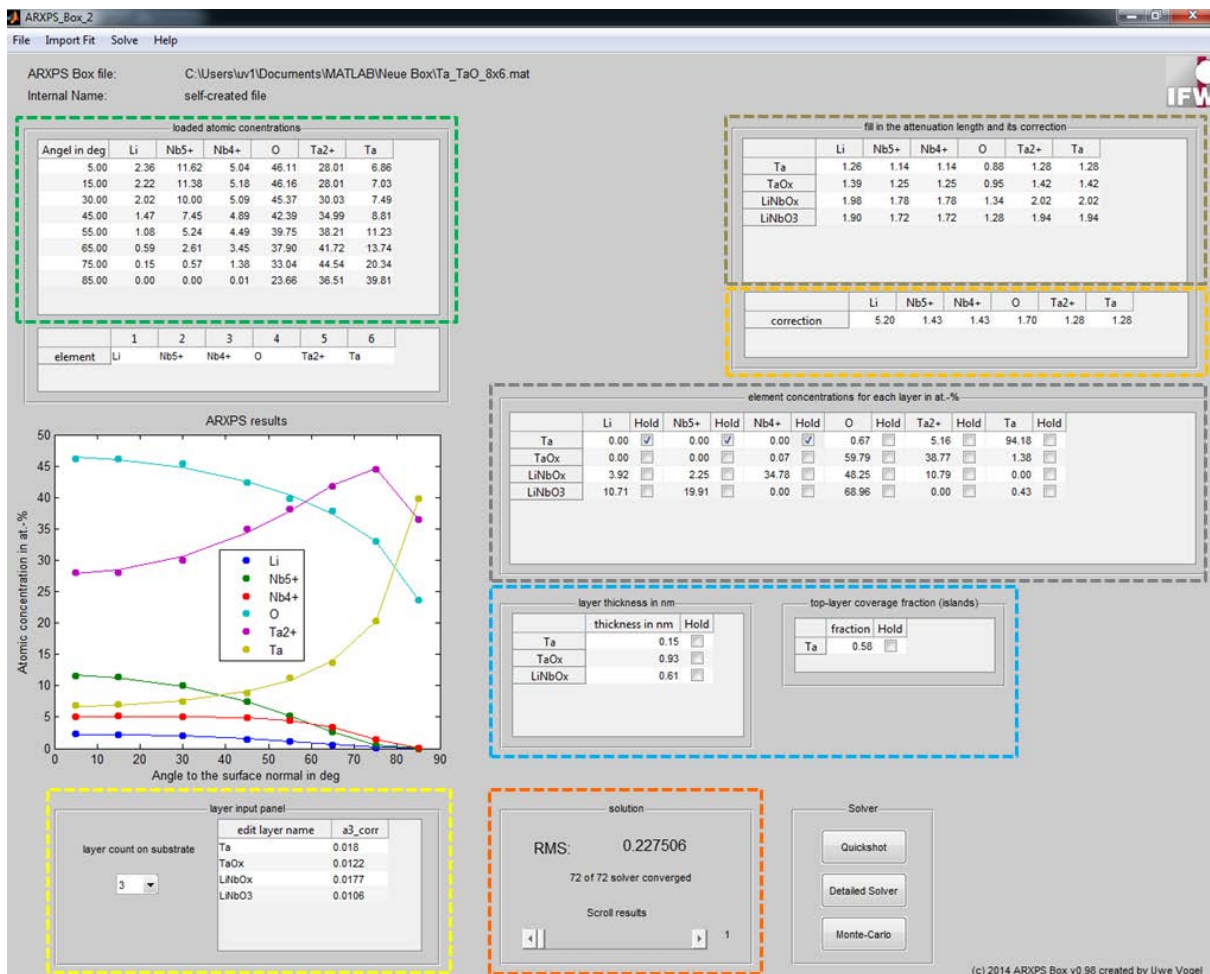 ARXPS_Box_2
File Import Fit Solve Help
ARXPS Box file: C:\Users\uv1\Documents\MATLAB\Neue Box\Ta_TaO_8x6.mat
Internal Name: self-created file
IFW
loaded atomic conentrations
Angel in deg Li Nb5+ Nb4+ O Ta2+ Ta
5.00 2.36 11.62 5.04 46.11 28.01 6.86
15.00 2.22 11.38 5.18 46.16 28.01 7.03
30.00 2.02 10.00 5.09 45.37 30.03 7.49
45.00 1.47 7.45 4.89 42.39 34.99 8.81
55.00 1.08 5.24 4.49 39.75 38.21 11.23
65.00 0.59 2.61 3.45 37.90 41.72 13.74
75.00 0.15 0.57 1.38 33.04 44.54 20.34
85.00 0.00 0.00 0.01 23.66 36.51 39.81
1 2 3 4 5 6
element Li Nb5+ Nb4+ O Ta2+ Ta
fill in the attenuation length and its correction
Li Nb5+ Nb4+ O Ta2+ Ta
Ta 1.26 1.14 1.14 0.88 1.28 1.28
TaOx 1.39 1.25 1.25 0.95 1.42 1.42
LiNbOx 1.98 1.78 1.78 1.34 2.02 2.02
LiNbO3 1.90 1.72 1.72 1.28 1.94 1.94
Li Nb5+ Nb4+ O Ta2+ Ta
correction 5.20 1.43 1.43 1.70 1.28 1.28
element concentrations for each layer in at.-%
Li Hold Nb5+ Hold Nb4+ Hold O Hold Ta2+ Hold Ta Hold
Ta 0.00 0.00 0.00 0.67 5.16 94.18
TaOx 0.00 0.00 0.07 59.79 38.77 1.38
LiNbOx 3.92 2.25 34.78 48.25 10.79 0.00
LiNbO3 10.71 19.91 0.00 68.96 0.00 0.43
ARXPS results
Atomic concentration in at.-%
50
45
40
35
30
25
20
15
10
5
0
Li
Nb5+
Nb4+
O
Ta2+
Ta
0 10 20 30 40 50 60 70 80 90
Angle to the surface normal in deg
layer thickness in nm
thickness in nm Hold
Ta 0.15
TaOx 0.93
LiNbOx 0.61
top-layer coverage fraction (islands)
fraction Hold
Ta 0.58
layer input panel
layer count on substrate
3
edit layer name a3_corr
Ta 0.018
TaOx 0.0122
LiNbOx 0.0177
LiNbO3 0.0106
solution
RMS: 0.227506
72 of 72 solver converged
Scroll results
1
Solver
Quickshot
Detailed Solver
Monte-Carlo
(c) 2014 ARXPS Box v0.98 created by Uwe Vogel